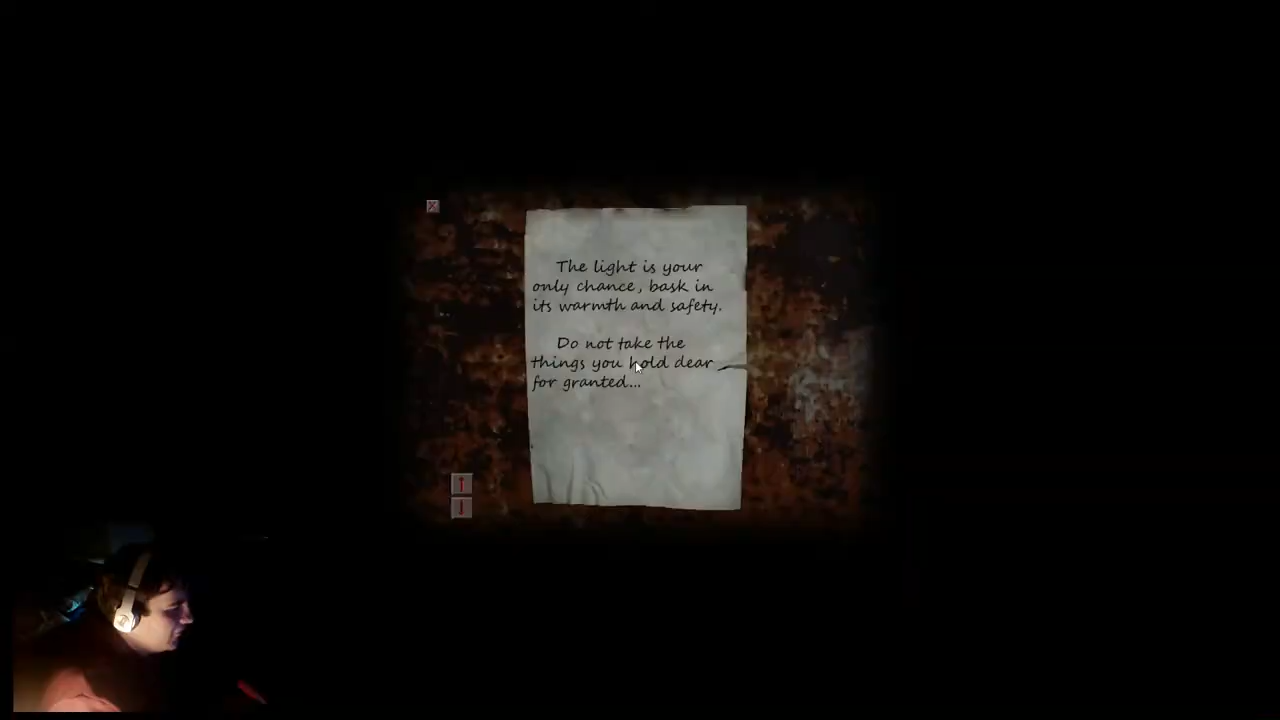 The light is your
only chance, bask in
its warmth and safety.
Do not take the
things you hold dear
for granted...